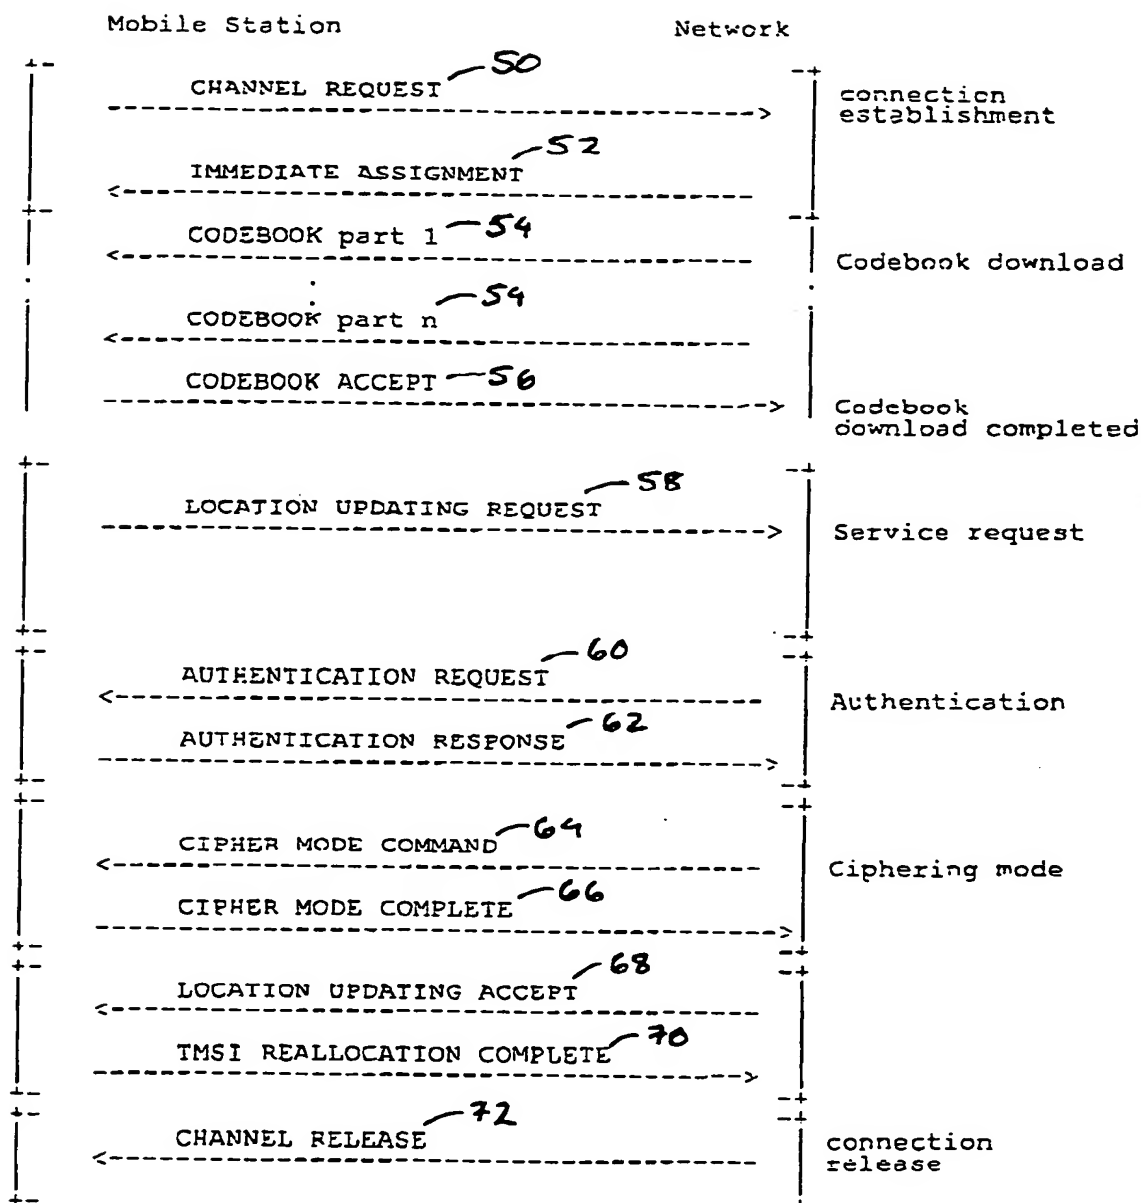 Mobile Station Network
CHANNEL REQUEST 50
connection
establishment
IMMEDIATE ASSIGNMENT 52
CODEBOOK part 1 54
Codebook download
CODEBOOK part n 54
CODEBOOK ACCEPT 56
Codebook
download completed
LOCATION UPDATING REQUEST 58
Service request
AUTHENTICATION REQUEST 60
Authentication
AUTHENTICATION RESPONSE 62
CIPHER MODE COMMAND 64
Ciphering mode
CIPHER MODE COMPLETE 66
LOCATION UPDATING ACCEPT 68
TMSI REALLOCATION COMPLETE 70
CHANNEL RELEASE 72
connection
release